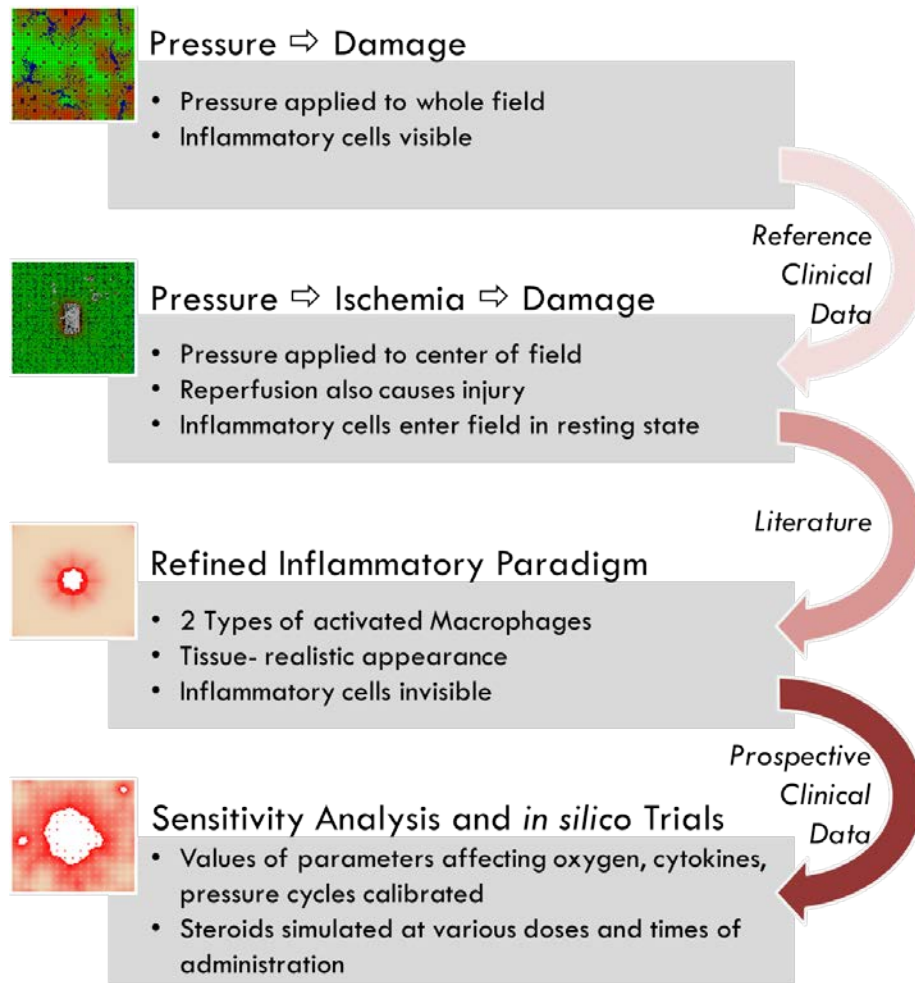 Pressure ⇨ Damage
• Pressure applied to whole field
• Inflammatory cells visible
Reference
Clinical
Data
Pressure ⇨ Ischemia ⇨ Damage
• Pressure applied to center of field
• Reperfusion also causes injury
• Inflammatory cells enter field in resting state
Literature
Refined Inflammatory Paradigm
• 2 Types of activated Macrophages
• Tissue- realistic appearance
• Inflammatory cells invisible
Prospective
Clinical
Data
Sensitivity Analysis and in silico Trials
• Values of parameters affecting oxygen, cytokines,
pressure cycles calibrated
• Steroids simulated at various doses and times of
administration